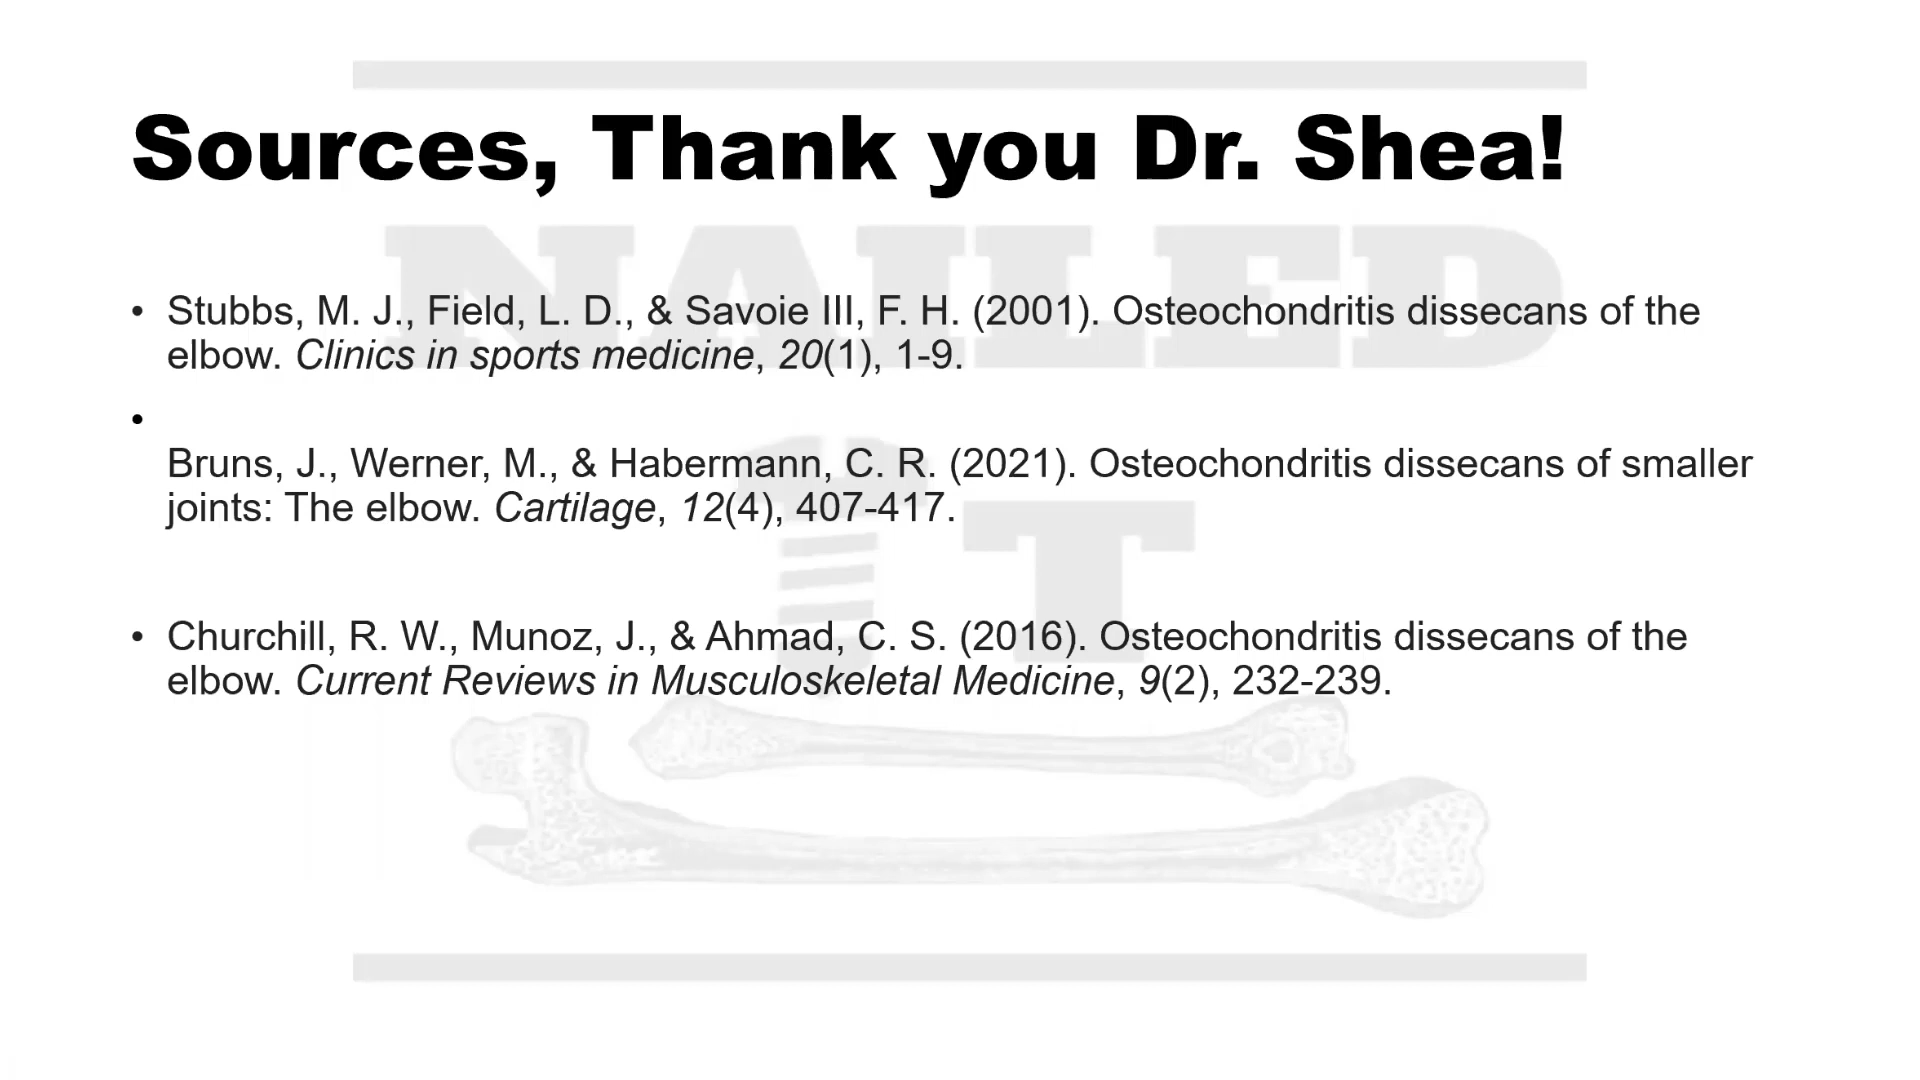 Sources, Thank you Dr. Shea!
NAILED
• Stubbs, M. J., Field, L. D., & Savoie III, F. H. (2001). Osteochondritis dissecans of the
elbow. Clinics in sports medicine, 20(1), 1-9.
•
Bruns, J., Werner, M., & Habermann, C. R. (2021). Osteochondritis dissecans of smaller
joints: The elbow. Cartilage, 12(4), 407-417.
IT
• Churchill, R. W., Munoz, J., & Ahmad, C. S. (2016). Osteochondritis dissecans of the
elbow. Current Reviews in Musculoskeletal Medicine, 9(2), 232-239.